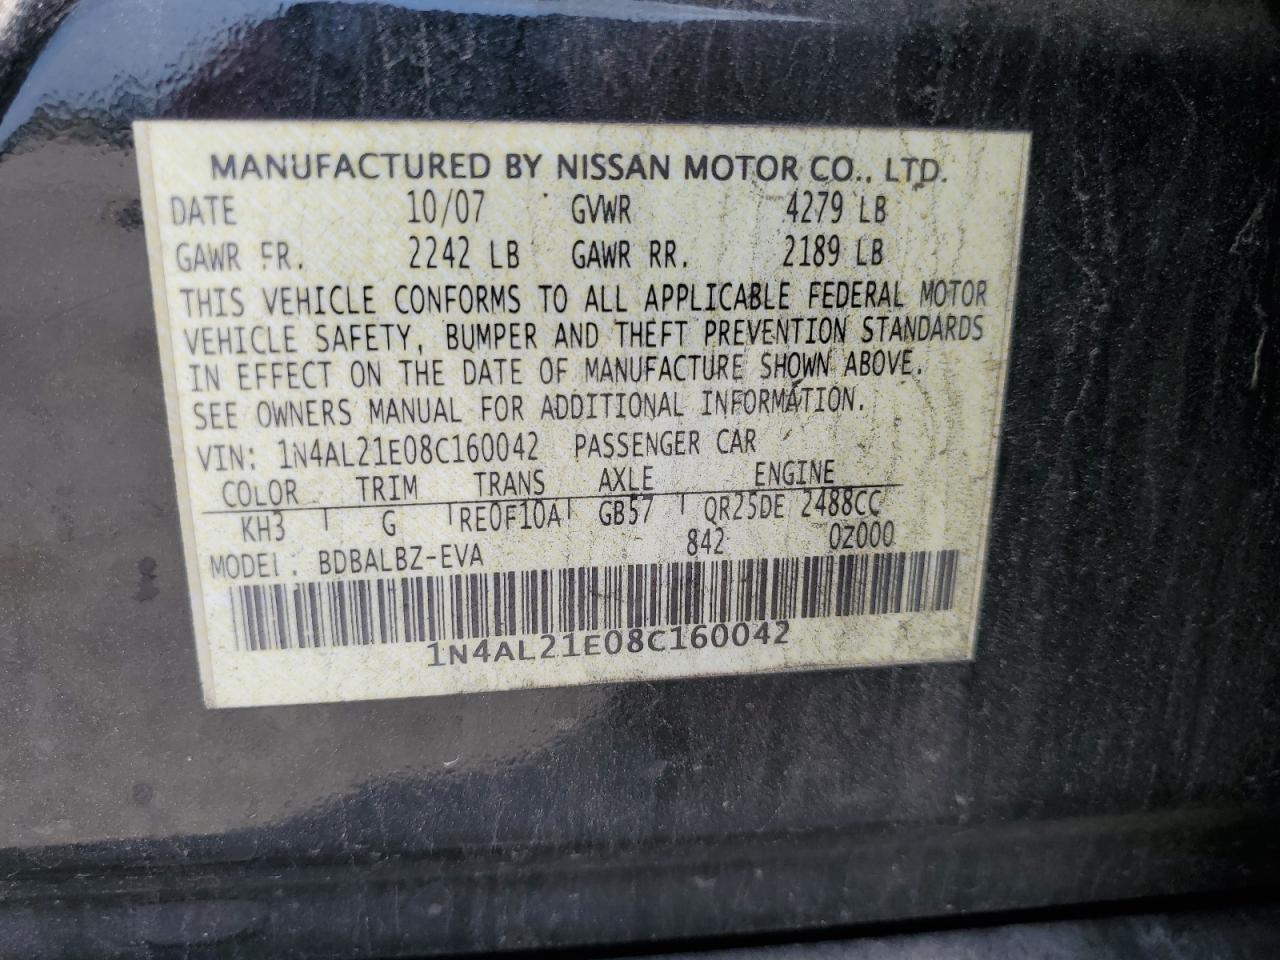 MANUFACTURED BY NISSAN MOTOR CO., LTD.
DATE 10/07 GVWR 4279 LB
GAWR FR. 2242 LB GAWR RR. 2189 LB
THIS VEHICLE CONFORMS TO ALL APPLICABLE FEDERAL MOTOR
VEHICLE SAFETY, BUMPER AND THEFT PREVENTION STANDARDS
IN EFFECT ON THE DATE OF MANUFACTURE SHOWN ABOVE.
SEE OWNERS MANUAL FOR ADDITIONAL INFORMATION.
VIN: 1N4AL21E08C160042 PASSENGER CAR
COLOR TRIM TRANS AXLE ENGINE
KH3 G RE0F10A GB57 QR25DE 2488CC
842 0Z000
MODEL. BDBALBZ-EVA
1N4AL21E08C160042